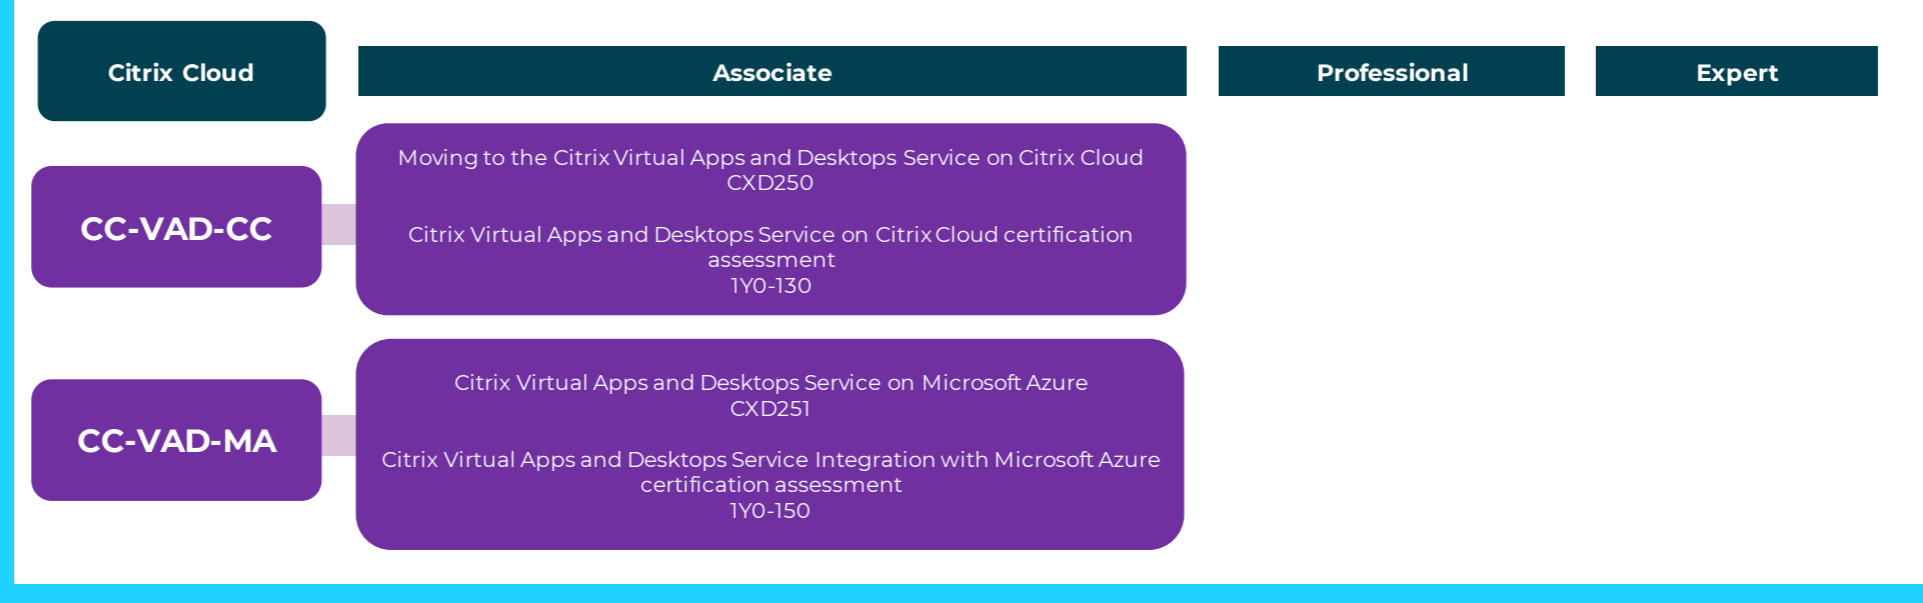 Citrix Cloud
Associate
Professional
Expert
CC-VAD-CC
Moving to the Citrix Virtual Apps and Desktops Service on Citrix Cloud
CXD250
Citrix Virtual Apps and Desktops Service on Citrix Cloud certification
assessment
1Y0-130
CC-VAD-MA
Citrix Virtual Apps and Desktops Service on Microsoft Azure
CXD251
Citrix Virtual Apps and Desktops Service Integration with Microsoft Azure
certification assessment
1Y0-150